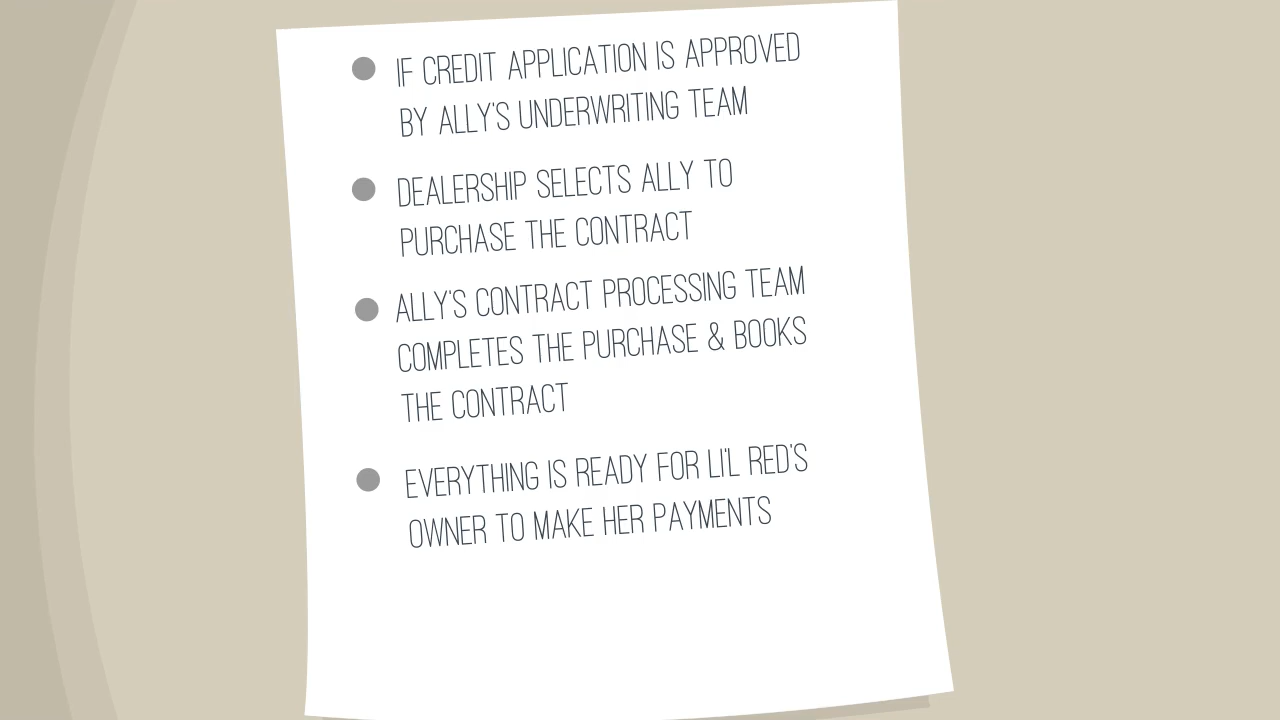 IF CREDIT APPLICATION IS APPROVED
BY ALLY'S UNDERWRITING TEAM
DEALERSHIP SELECTS ALLY TO
PURCHASE THE CONTRACT
ALLY'S CONTRACT PROCESSING TEAM
COMPLETES THE PURCHASE & BOOKS
THE CONTRACT
EVERYTHING IS READY FOR LI'L RED'S
OWNER TO MAKE HER PAYMENTS